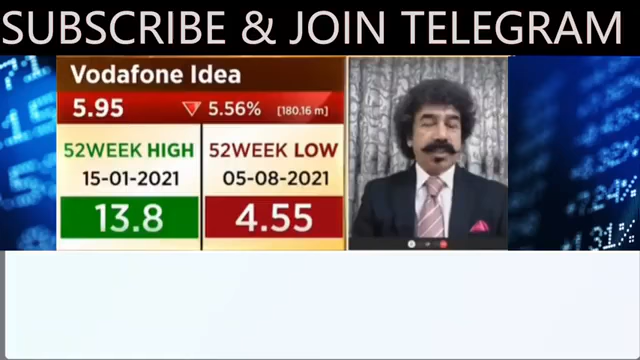 SUBSCRIBE & JOIN TELEGRAM
Vodafone Idea
5.95 ▽ 5.56% [180.16 m]
52WEEK HIGH
15-01-2021
13.8
52WEEK LOW
05-08-2021
4.55